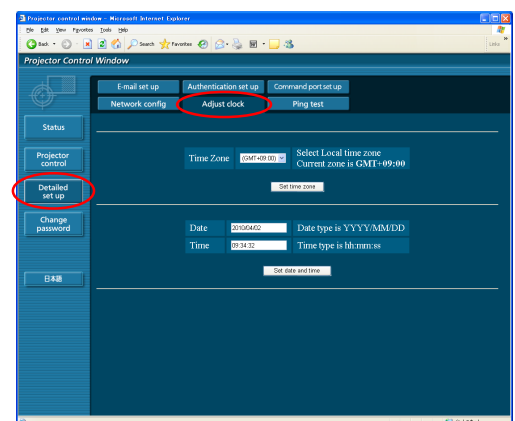 Projector control window - Microsoft Internet Explorer
File Edit View Favorites Tools Help
Back Search Favorites Links
Projector Control Window
E-mail set up Authentication set up Command port set up
Network config Adjust clock Ping test
Status
Projector control
Detailed set up
Change password
日本語
Time Zone (GMT+09:00) Select Local time zone
Current zone is GMT+09:00
Set time zone
Date 2010/04/02 Date type is YYYY/MM/DD
Time 09:34:32 Time type is hh:mm:ss
Set date and time